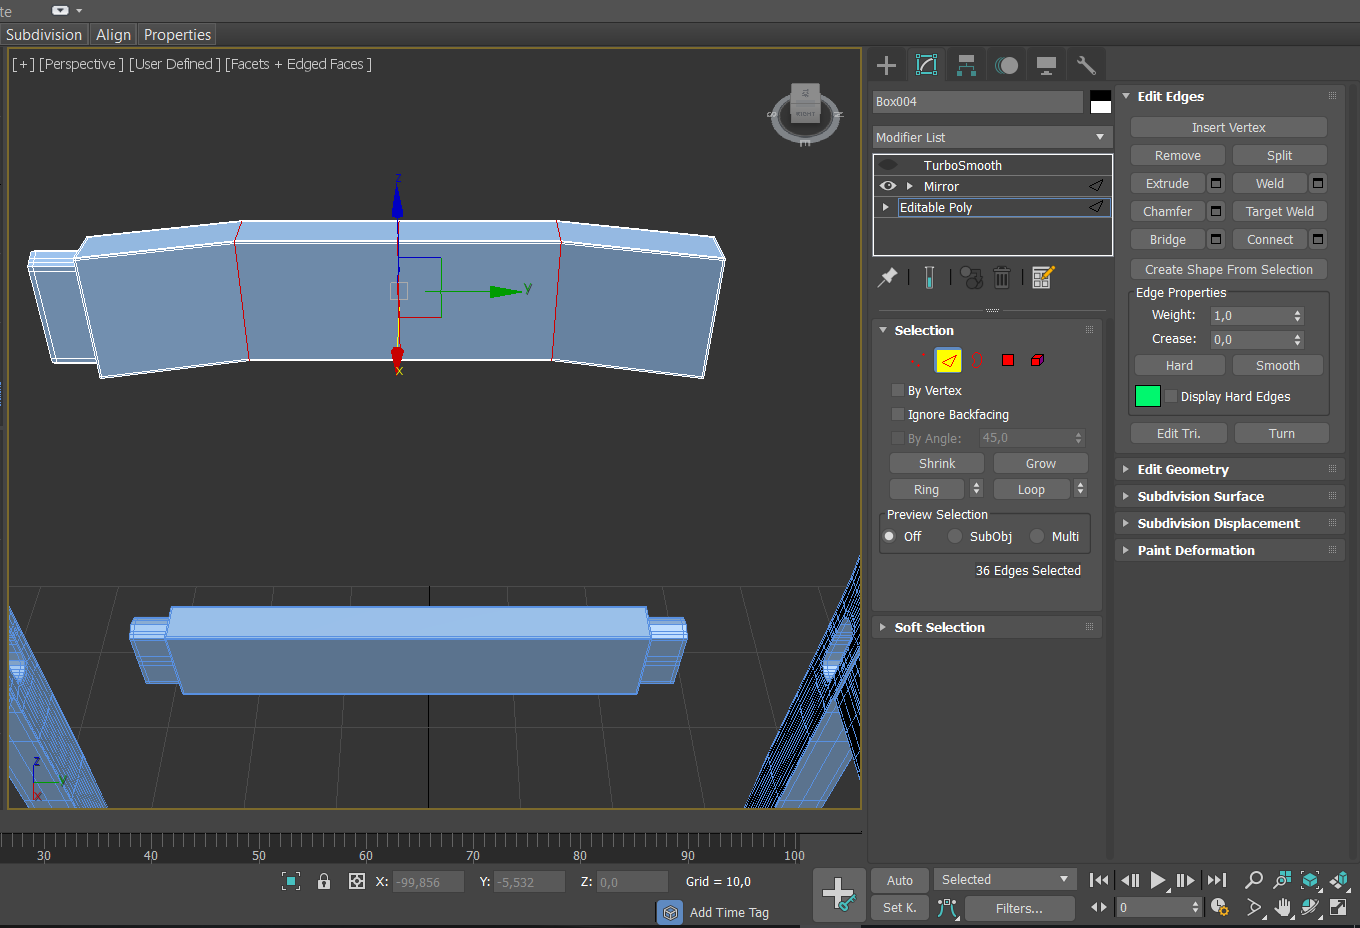 te
Subdivision Align Properties
[+] [Perspective ] [User Defined ] [Facets + Edged Faces ]
RIGHT
E
z
y
x
z
y
x
Box004
Modifier List
TurboSmooth
Mirror
Editable Poly
Selection
By Vertex
Ignore Backfacing
By Angle: 45,0
Shrink Grow
Ring Loop
Preview Selection
Off SubObj Multi
36 Edges Selected
Soft Selection
Edit Edges
Insert Vertex
Remove Split
Extrude Weld
Chamfer Target Weld
Bridge Connect
Create Shape From Selection
Edge Properties
Weight: 1,0
Crease: 0,0
Hard Smooth
Display Hard Edges
Edit Tri. Turn
Edit Geometry
Subdivision Surface
Subdivision Displacement
Paint Deformation
30 40 50 60 70 80 90 100
X: -99,856 Y: -5,532 Z: 0,0 Grid = 10,0
Add Time Tag
Auto Selected
Set K. Filters... 0